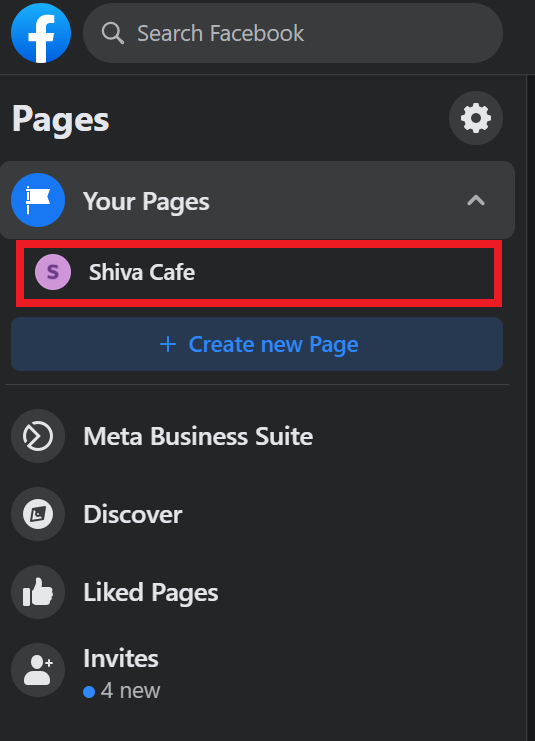 Search Facebook
Pages
Your Pages
S Shiva Cafe
+ Create new Page
Meta Business Suite
Discover
Liked Pages
Invites
4 new